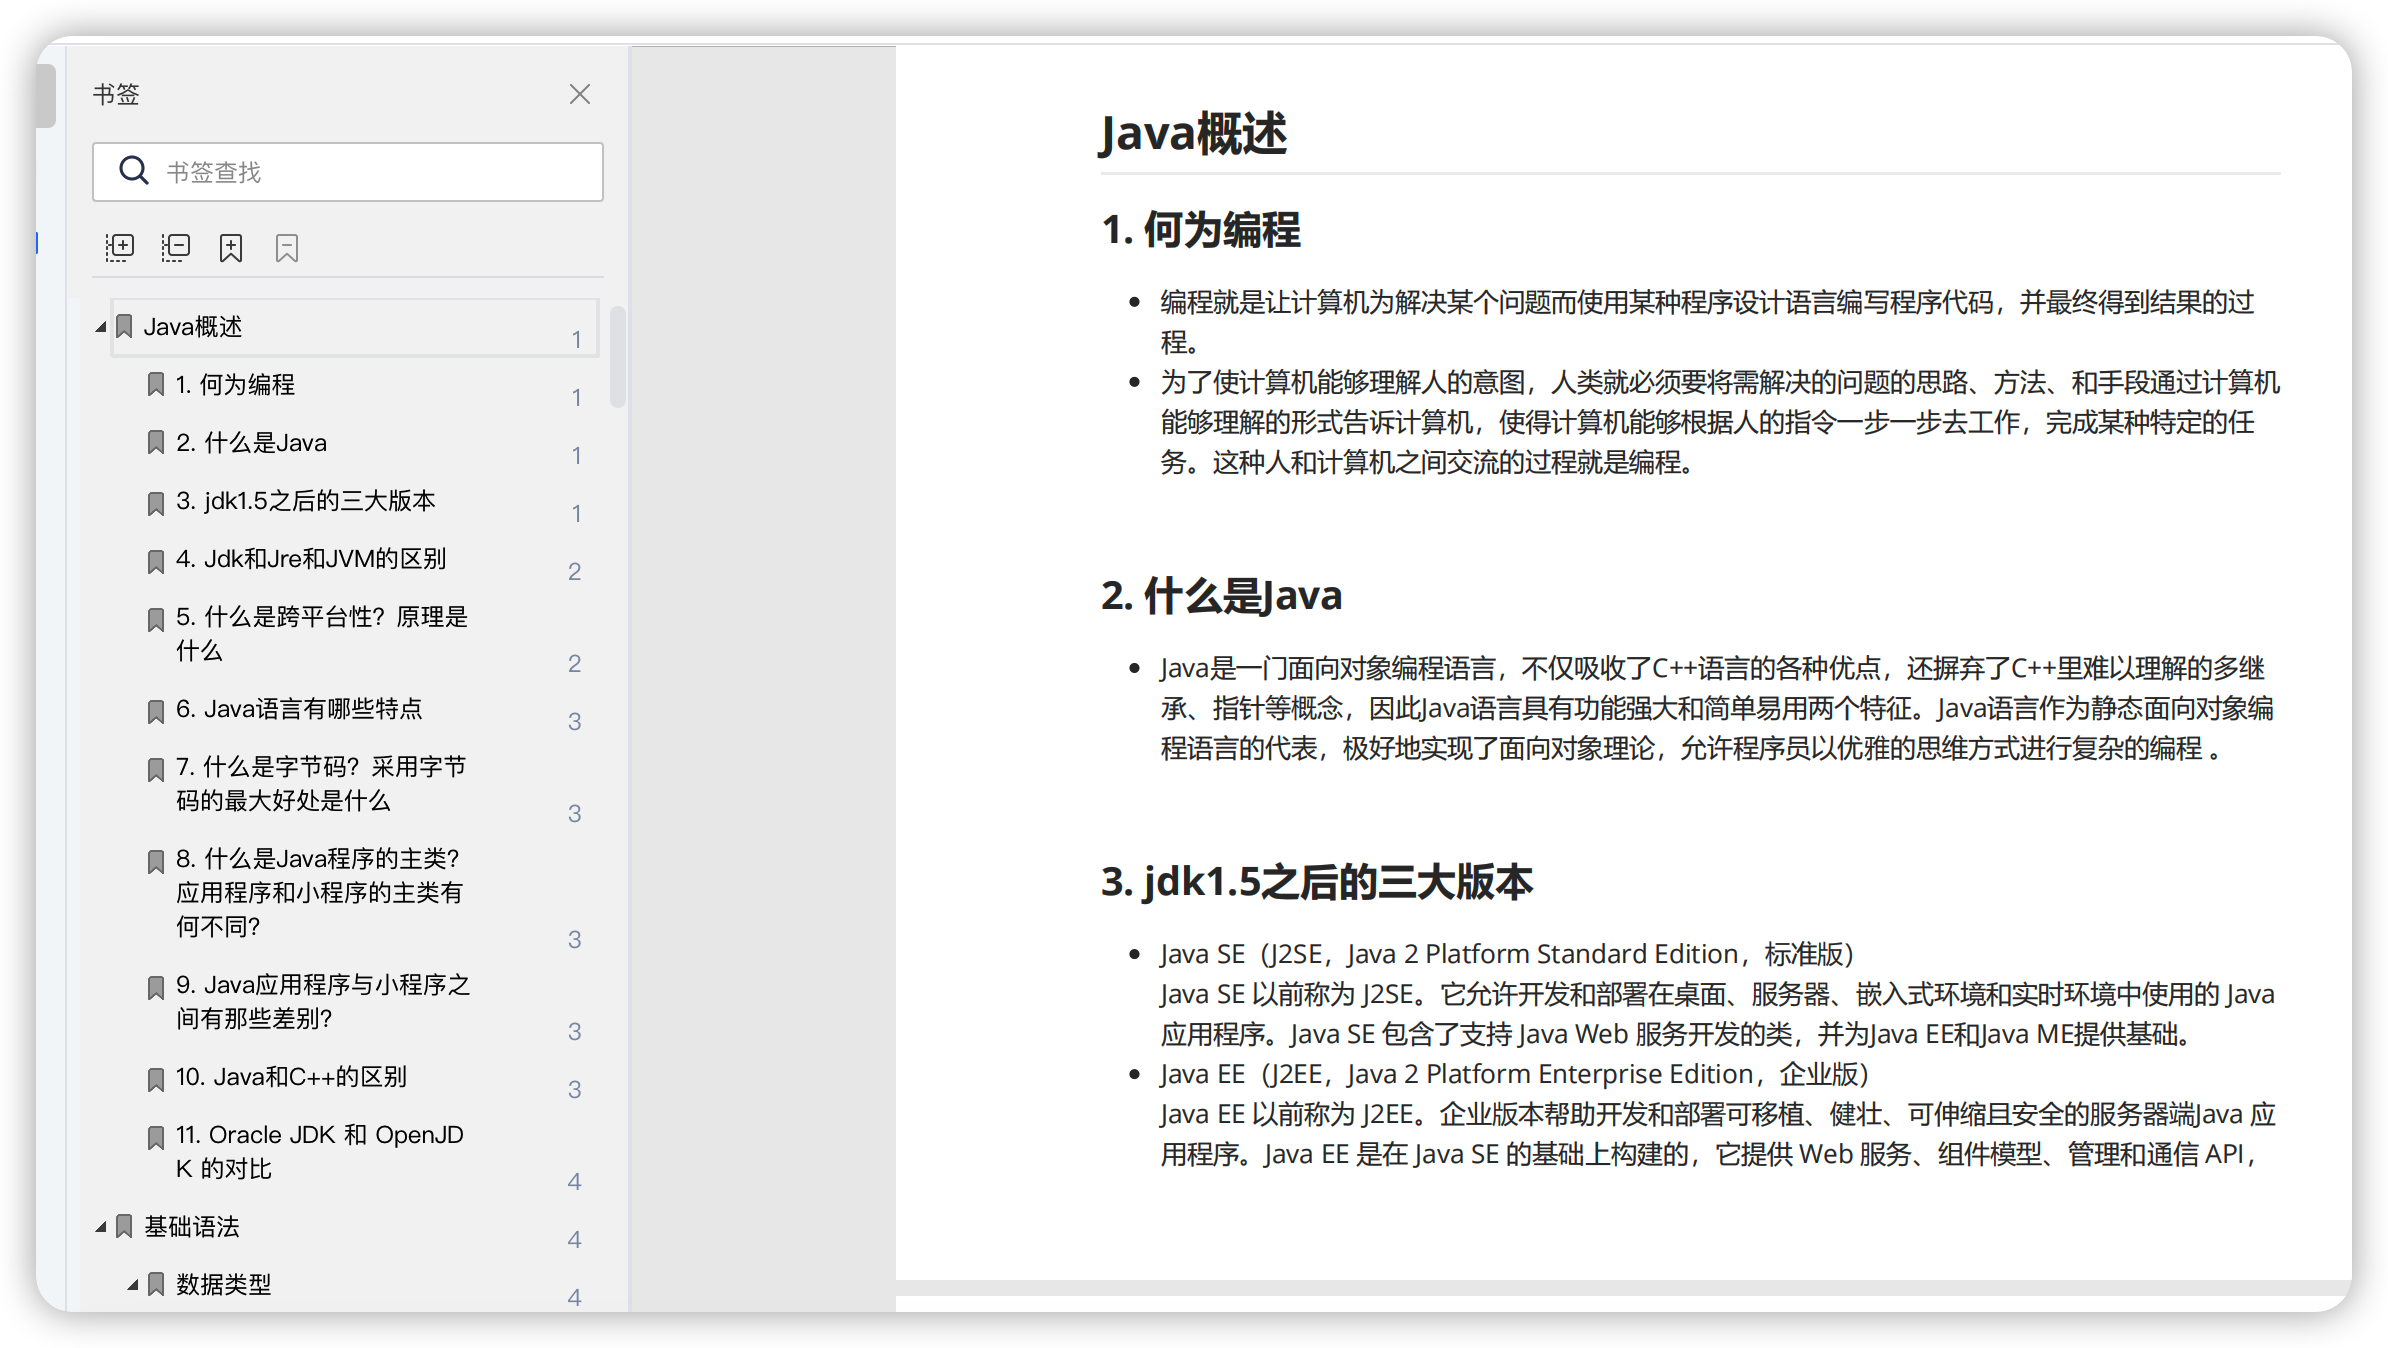 书签
书签查找
Java概述
1
1. 何为编程
1
2. 什么是Java
1
3. jdk1.5之后的三大版本
1
4. Jdk和Jre和JVM的区别
2
5. 什么是跨平台性？原理是
什么
2
6. Java语言有哪些特点
3
7. 什么是字节码？采用字节
码的最大好处是什么
3
8. 什么是Java程序的主类？
应用程序和小程序的主类有
何不同？
3
9. Java应用程序与小程序之
间有那些差别？
3
10. Java和C++的区别
3
11. Oracle JDK 和 OpenJD
K 的对比
4
基础语法
4
数据类型
4
Java概述
1. 何为编程
编程就是让计算机为解决某个问题而使用某种程序设计语言编写程序代码，并最终得到结果的过
程。
为了使计算机能够理解人的意图，人类就必须要将需解决的问题的思路、方法、和手段通过计算机
能够理解的形式告诉计算机，使得计算机能够根据人的指令一步一步去工作，完成某种特定的任
务。这种人和计算机之间交流的过程就是编程。
2. 什么是Java
Java是一门面向对象编程语言，不仅吸收了C++语言的各种优点，还摒弃了C++里难以理解的多继
承、指针等概念，因此Java语言具有功能强大和简单易用两个特征。Java语言作为静态面向对象编
程语言的代表，极好地实现了面向对象理论，允许程序员以优雅的思维方式进行复杂的编程 。
3. jdk1.5之后的三大版本
Java SE（J2SE，Java 2 Platform Standard Edition，标准版）
Java SE 以前称为 J2SE。它允许开发和部署在桌面、服务器、嵌入式环境和实时环境中使用的 Java
应用程序。Java SE 包含了支持 Java Web 服务开发的类，并为Java EE和Java ME提供基础。
Java EE（J2EE，Java 2 Platform Enterprise Edition，企业版）
Java EE 以前称为 J2EE。企业版本帮助开发和部署可移植、健壮、可伸缩且安全的服务器端Java 应
用程序。Java EE 是在 Java SE 的基础上构建的，它提供 Web 服务、组件模型、管理和通信 API，